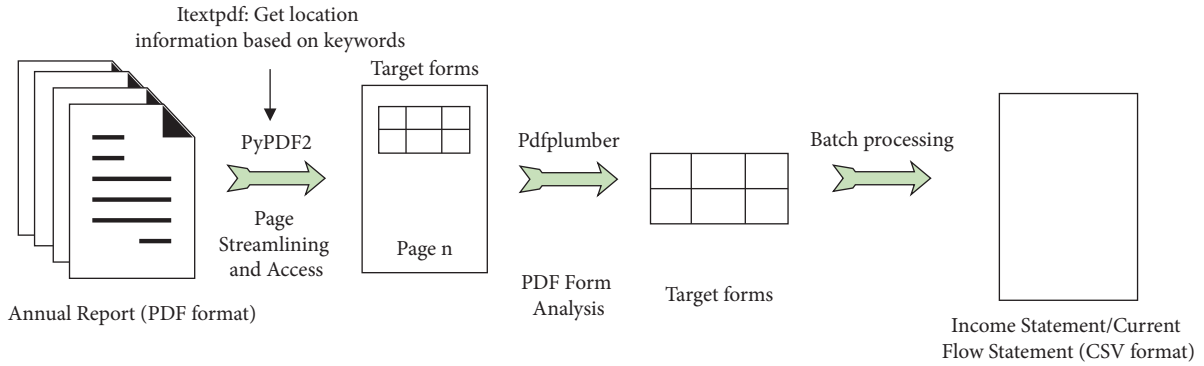 Itextpdf: Get location
information based on keywords
PyPDF2
Page
Streamlining
and Access
Annual Report (PDF format)
Target forms
Page n
Pdfplumber
PDF Form
Analysis
Target forms
Batch processing
Income Statement/Current
Flow Statement (CSV format)